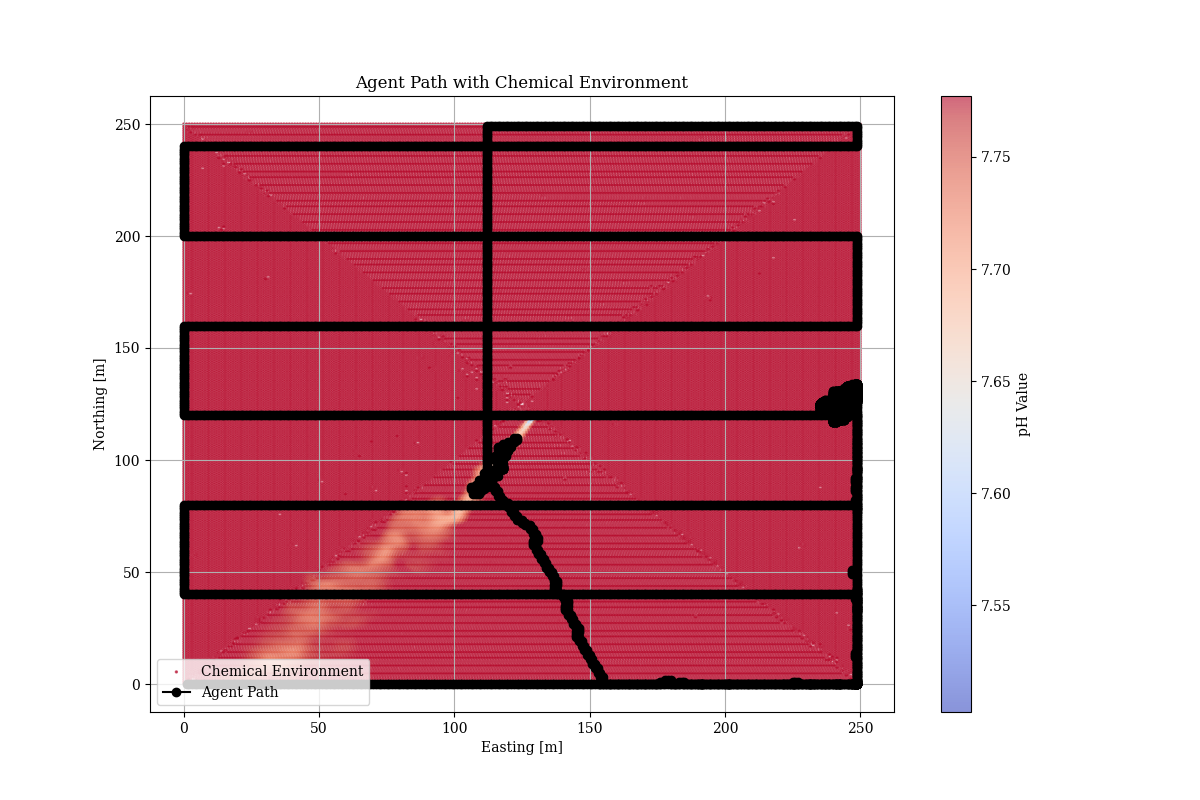 Agent Path with Chemical Environment
250
200
150
100
50
0
Northing [m]
0
50
100
150
200
250
Easting [m]
Chemical Environment
Agent Path
7.75
7.70
7.65
7.60
7.55
pH Value